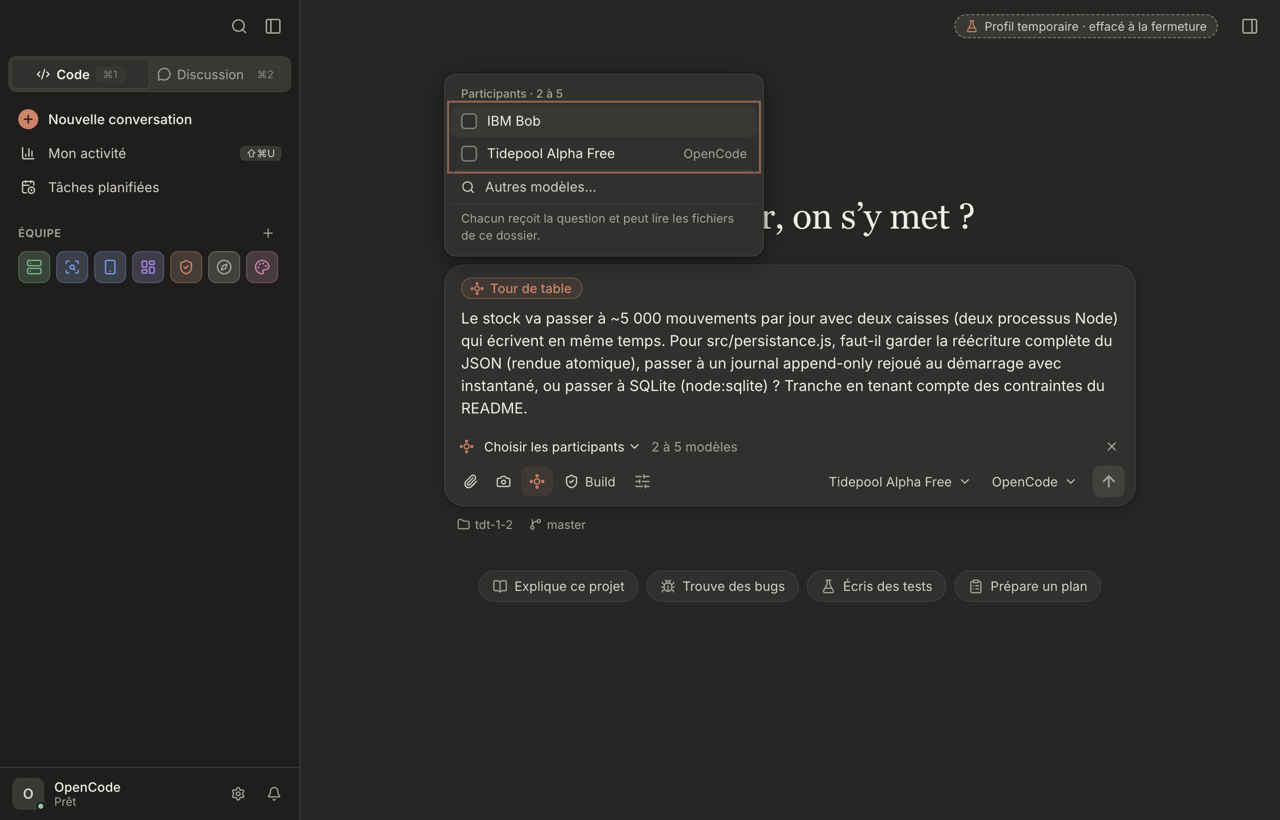 Profil temporaire · effacé à la fermeture
Code ⌘1
Discussion ⌘2
Nouvelle conversation
Mon activité ⇧⌘U
Tâches planifiées
ÉQUIPE
Participants · 2 à 5
IBM Bob
Tidepool Alpha Free OpenCode
Autres modèles…
Chacun reçoit la question et peut lire les fichiers
de ce dossier.
r, on s’y met ?
Tour de table
Le stock va passer à ~5 000 mouvements par jour avec deux caisses (deux processus Node)
qui écrivent en même temps. Pour src/persistance.js, faut-il garder la réécriture complète du
JSON (rendue atomique), passer à un journal append-only rejoué au démarrage avec
instantané, ou passer à SQLite (node:sqlite) ? Tranche en tenant compte des contraintes du
README.
Choisir les participants 2 à 5 modèles
Build
Tidepool Alpha Free OpenCode
tdt-1-2 master
Explique ce projet
Trouve des bugs
Écris des tests
Prépare un plan
O
OpenCode
Prêt